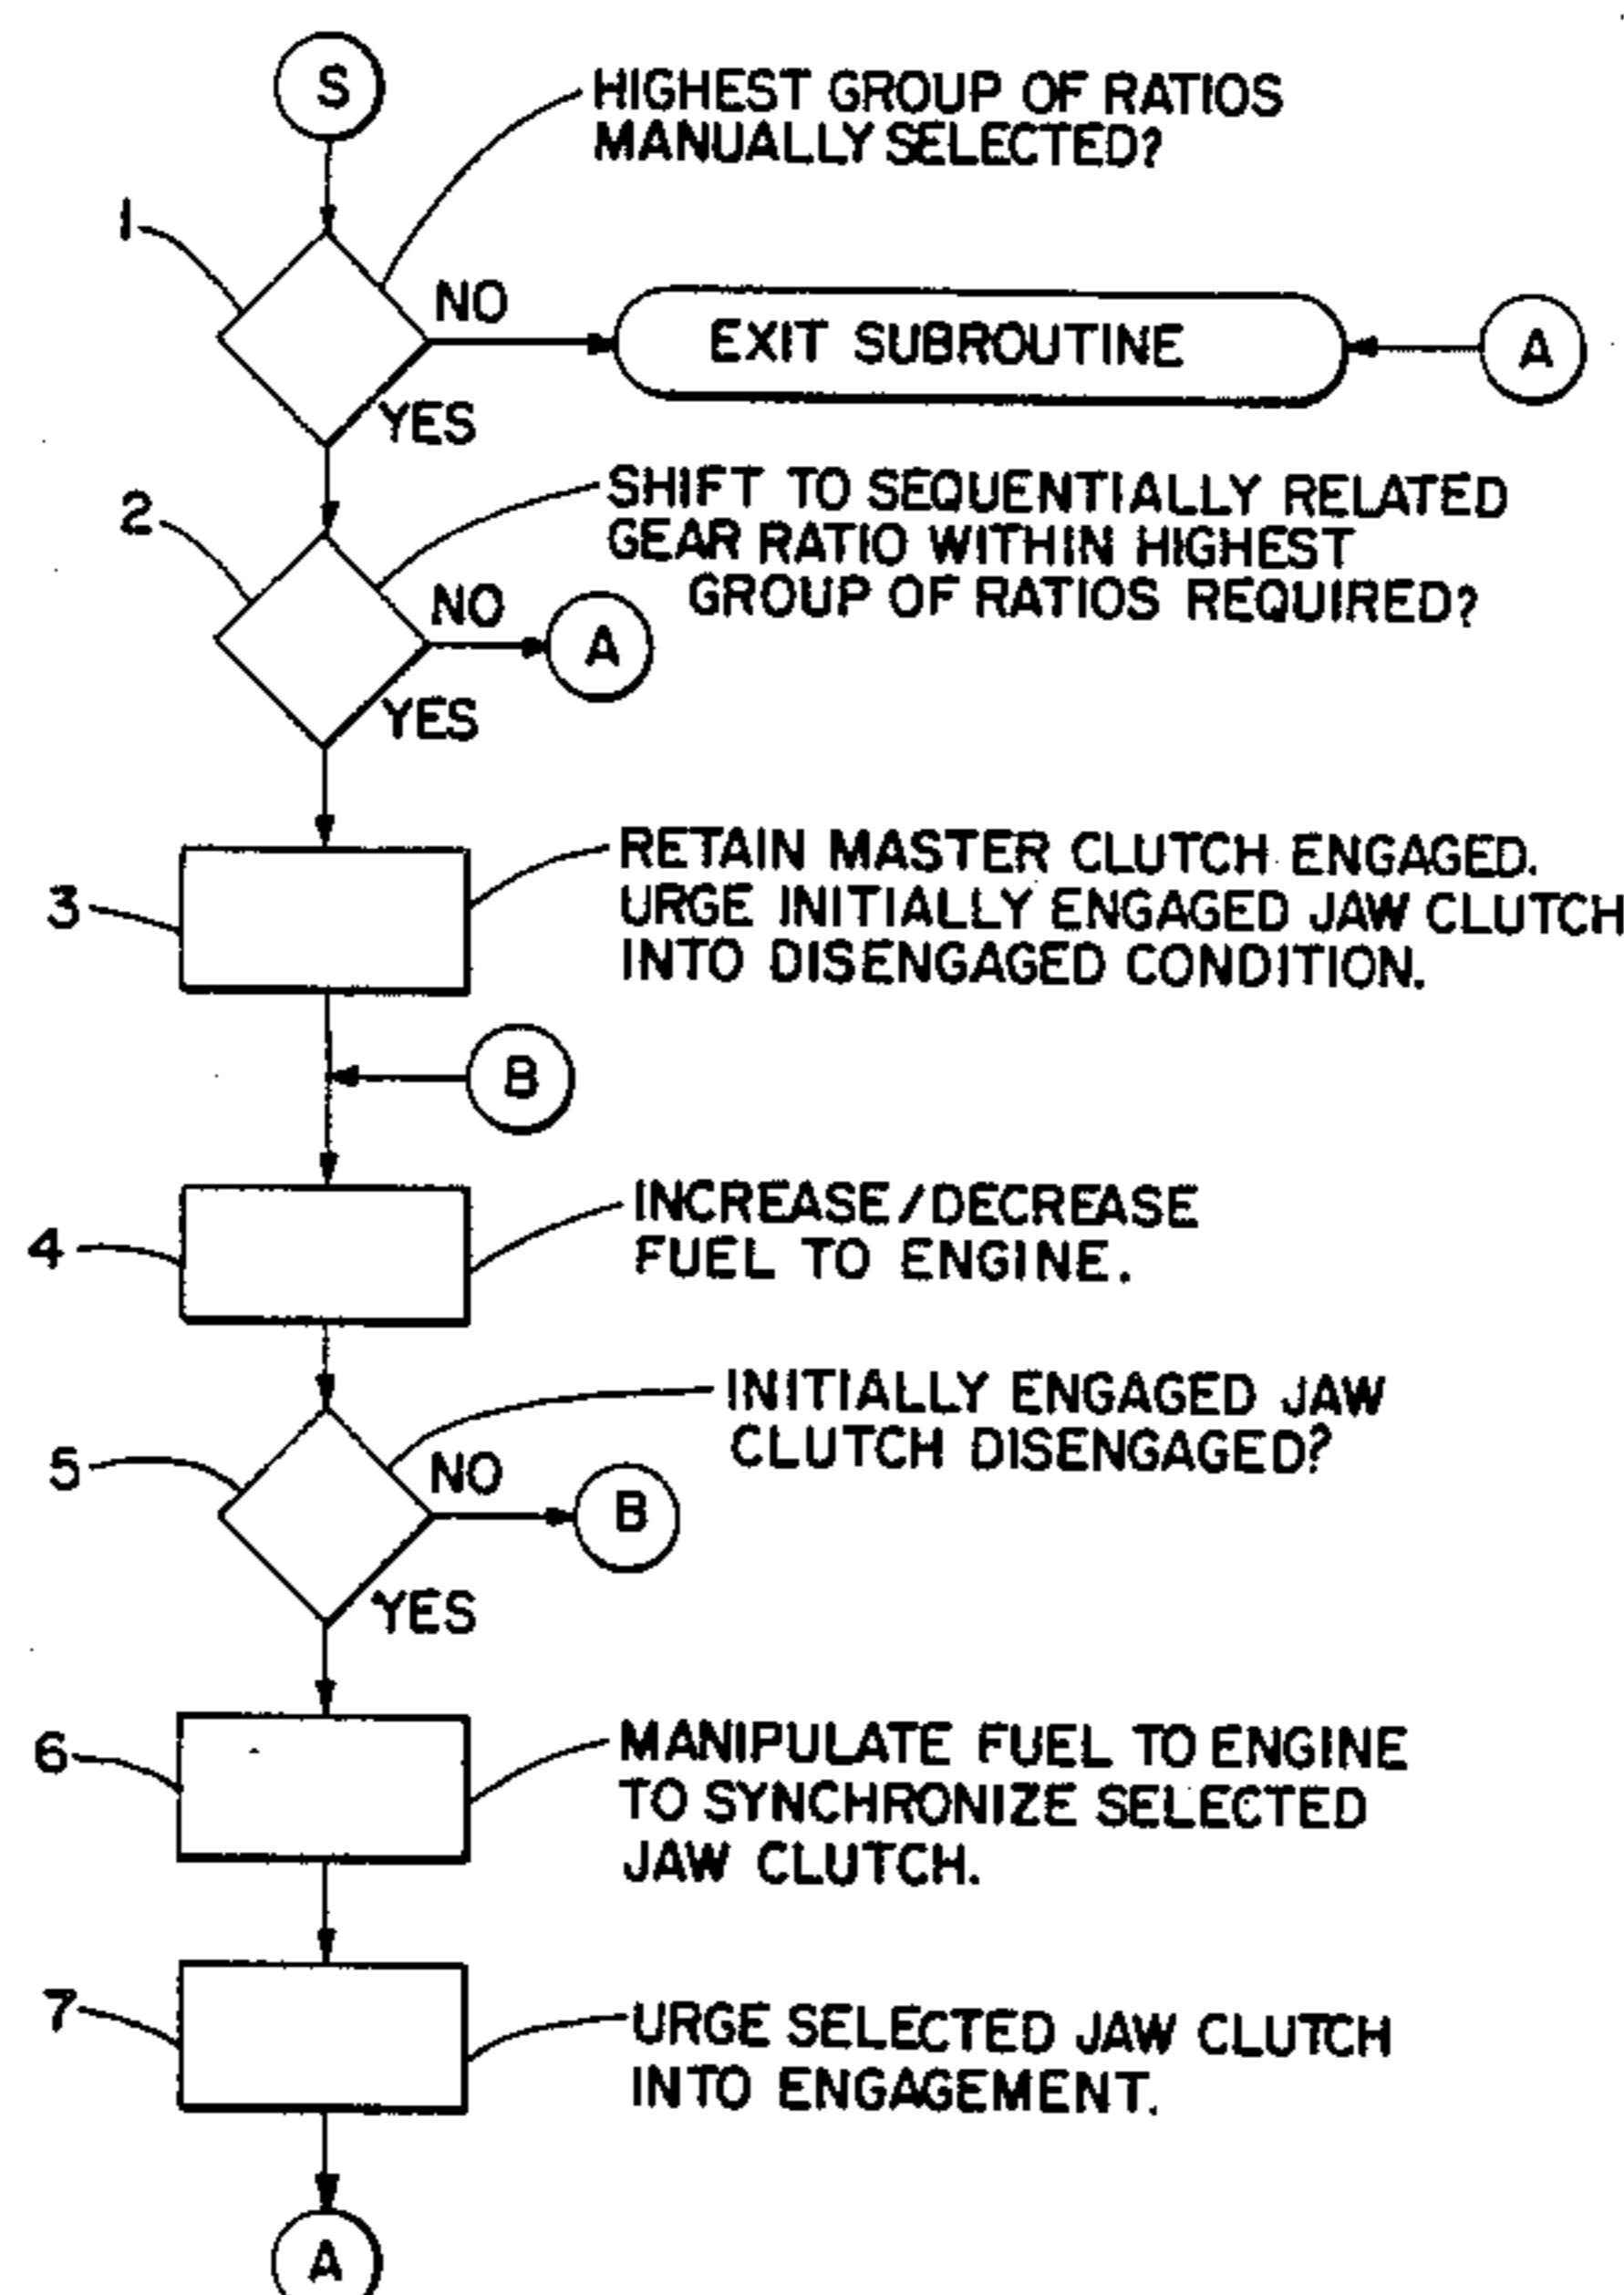 S
HIGHEST GROUP OF RATIOS
MANUALLY SELECTED?
1
NO
EXIT SUBROUTINE
A
YES
SHIFT TO SEQUENTIALLY RELATED
GEAR RATIO WITHIN HIGHEST
GROUP OF RATIOS REQUIRED?
2
NO
A
YES
RETAIN MASTER CLUTCH ENGAGED.
URGE INITIALLY ENGAGED JAW CLUTCH
INTO DISENGAGED CONDITION.
3
B
INCREASE/DECREASE
FUEL TO ENGINE.
4
INITIALLY ENGAGED JAW
CLUTCH DISENGAGED?
5
NO
B
YES
MANIPULATE FUEL TO ENGINE
TO SYNCHRONIZE SELECTED
JAW CLUTCH.
6
URGE SELECTED JAW CLUTCH
INTO ENGAGEMENT.
7
A